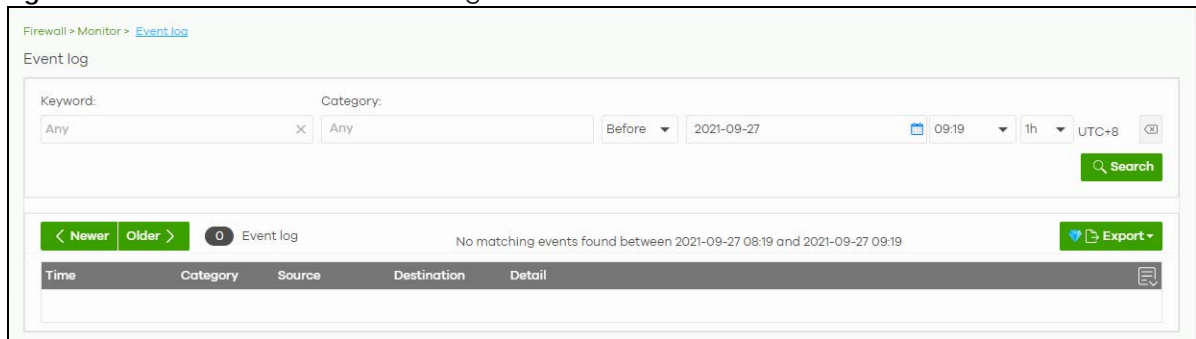 Firewall > Monitor > Event log
Event log
Keyword: Category:
Any Any Before 2021-09-27 09:19 1h UTC+8
Search
Newer Older 0 Event log No matching events found between 2021-09-27 08:19 and 2021-09-27 09:19 Export
Time Category Source Destination Detail